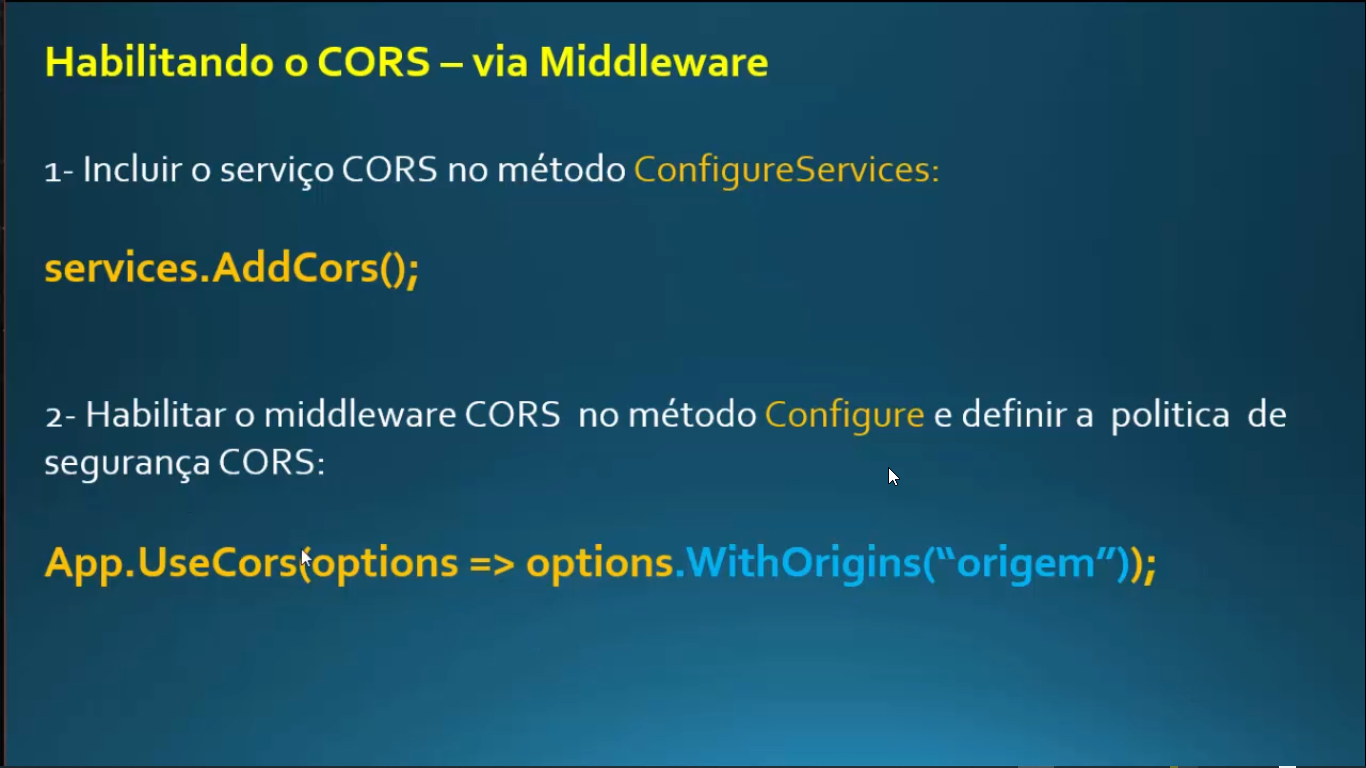 Habilitando o CORS – via Middleware
1- Incluir o serviço CORS no método ConfigureServices:
services.AddCors();
2- Habilitar o middleware CORS no método Configure e definir a politica de
segurança CORS:
App.UseCors(options => options.WithOrigins(“origem”));